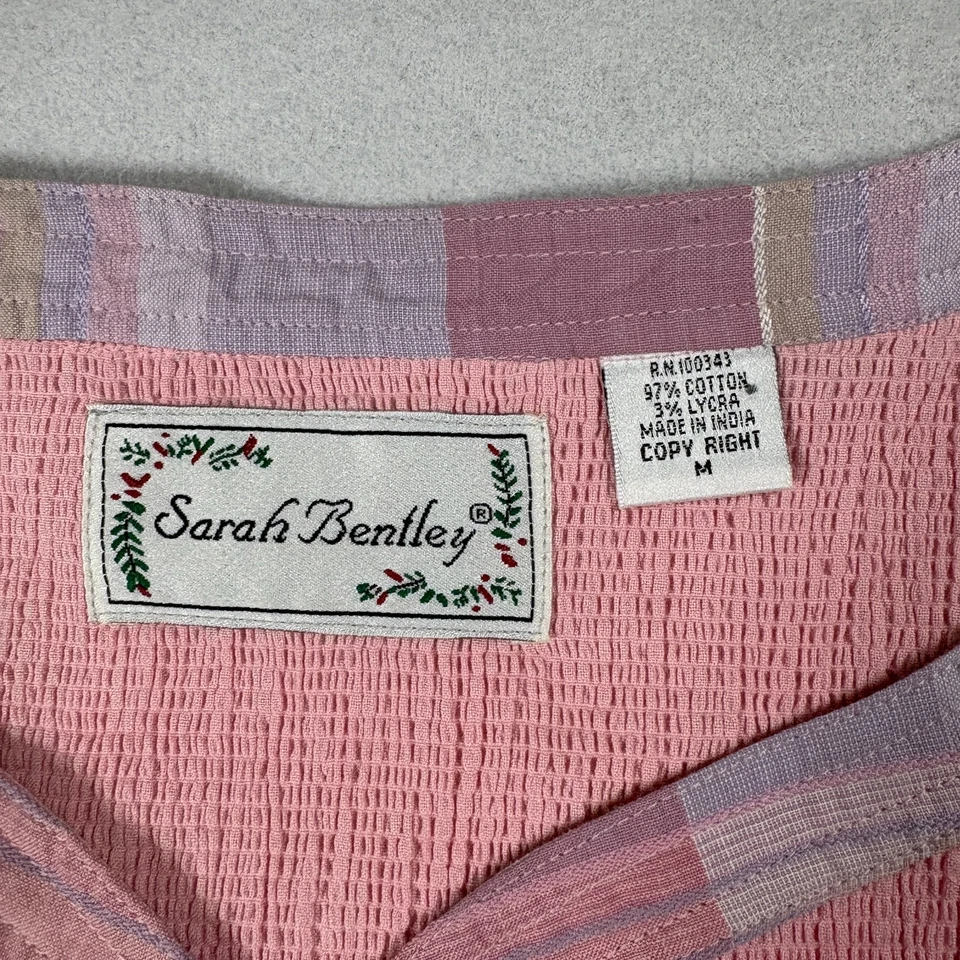 Sarah Bentley®
R.N.100343
97% COTTON
3% LYCRA
MADE IN INDIA
COPY RIGHT
M